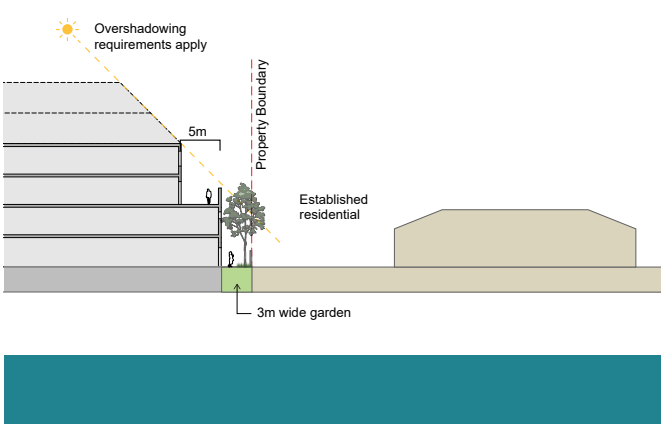 Overshadowing
requirements apply
5m
Property Boundary
Established
residential
3m wide garden